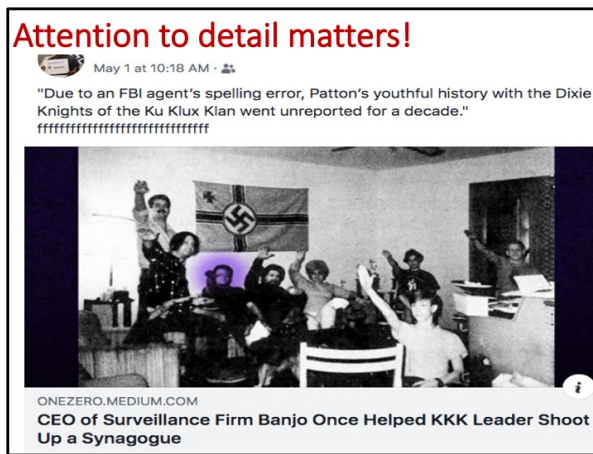 Attention to detail matters!
May 1 at 10:18 AM ·
"Due to an FBI agent's spelling error, Patton's youthful history with the Dixie
Knights of the Ku Klux Klan went unreported for a decade."
fffffffffffffffffffffffffffffff
i
ONEZERO.MEDIUM.COM
CEO of Surveillance Firm Banjo Once Helped KKK Leader Shoot
Up a Synagogue